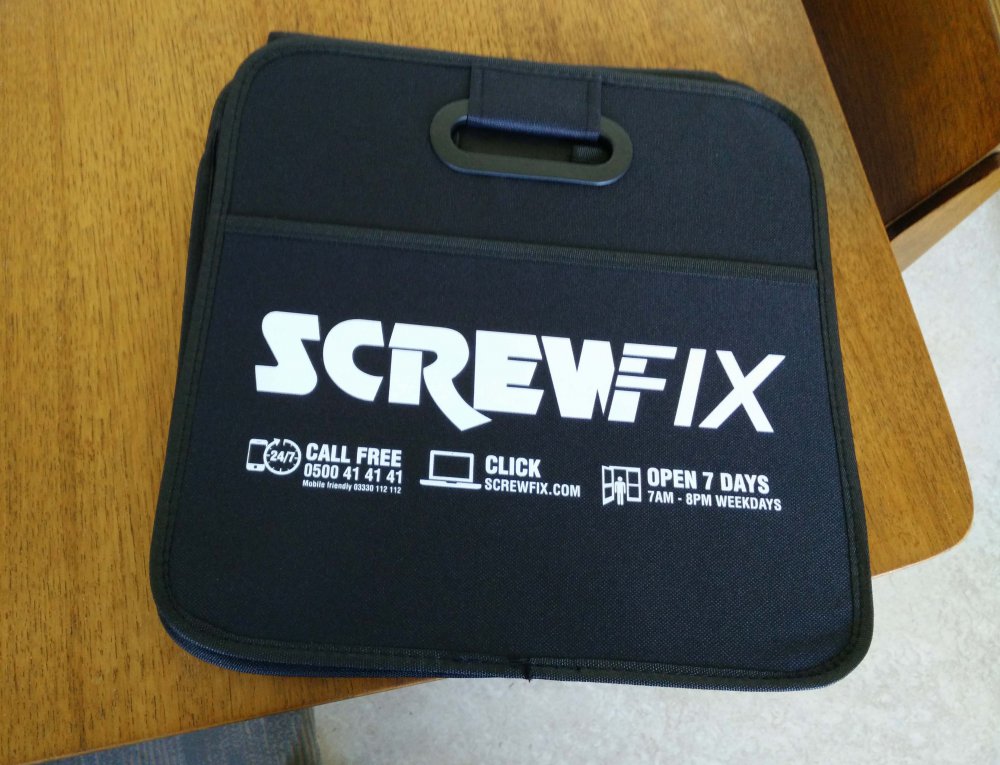 SCREWFIX
24/7
CALL FREE
0500 41 41 41
Mobile friendly 03330 112 112
CLICK
SCREWFIX.COM
OPEN 7 DAYS
7AM - 8PM WEEKDAYS